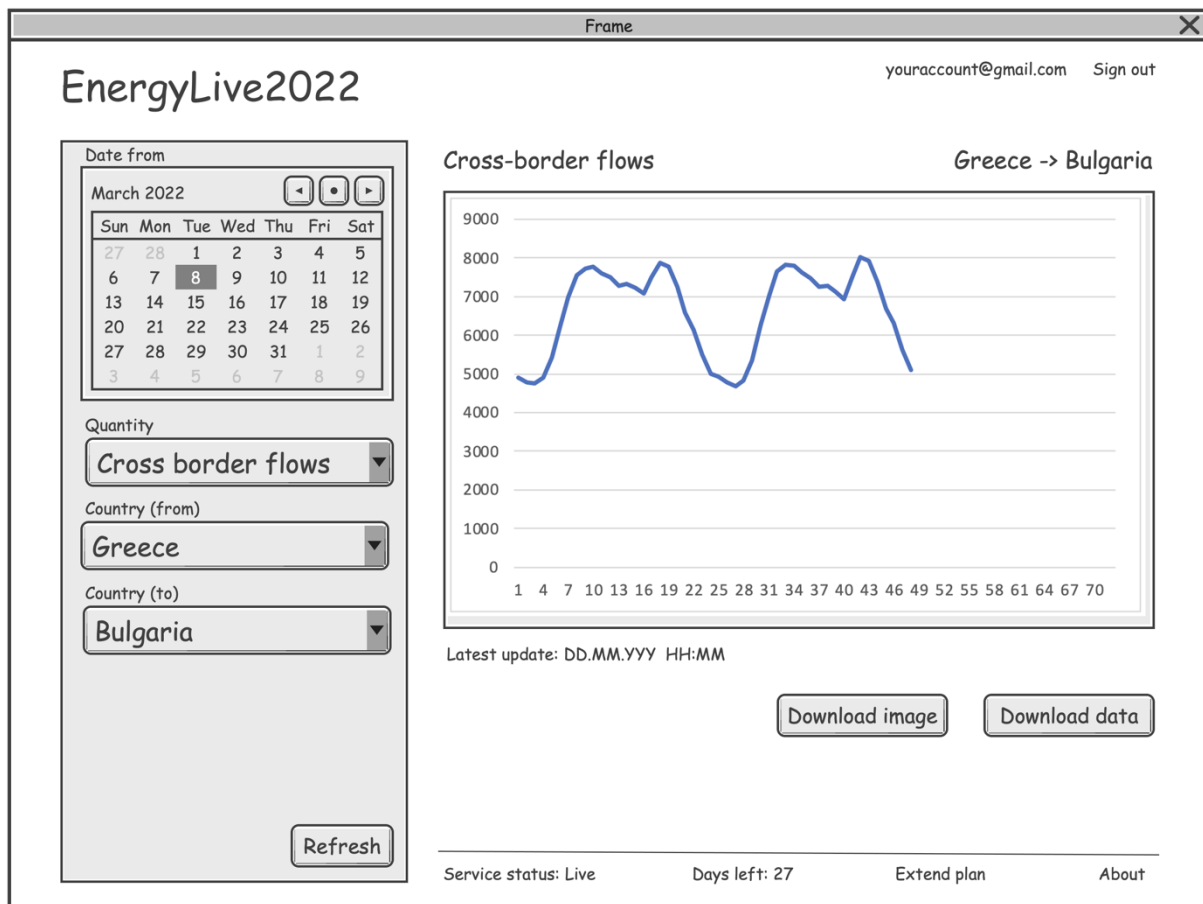 Frame
EnergyLive2022
youraccount@gmail.com Sign out
Date from
March 2022
Sun Mon Tue Wed Thu Fri Sat
27 28 1 2 3 4 5
6 7 8 9 10 11 12
13 14 15 16 17 18 19
20 21 22 23 24 25 26
27 28 29 30 31 1 2
3 4 5 6 7 8 9
Quantity
Cross border flows
Country (from)
Greece
Country (to)
Bulgaria
Refresh
Cross-border flows Greece -> Bulgaria
9000
8000
7000
6000
5000
4000
3000
2000
1000
0
1 4 7 10 13 16 19 22 25 28 31 34 37 40 43 46 49 52 55 58 61 64 67 70
Latest update: DD.MM.YYY HH:MM
Download image Download data
Service status: Live Days left: 27 Extend plan About